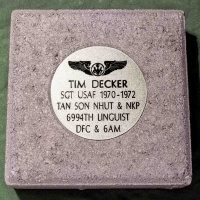 TIM DECKER
SGT USAF 1970-1972
TAN SON NHUT & NKP
6994TH LINGUIST
DFC & 6AM